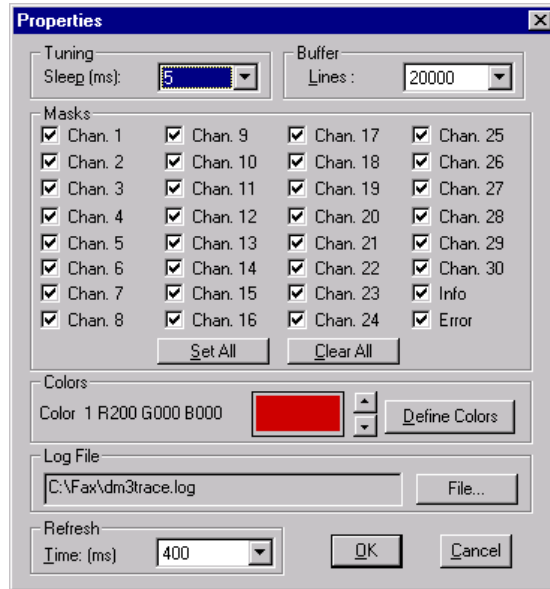 Properties
Tuning
Sleep (ms):
5
Buffer
Lines :
20000
Masks
Chan. 1
Chan. 9
Chan. 17
Chan. 25
Chan. 2
Chan. 10
Chan. 18
Chan. 26
Chan. 3
Chan. 11
Chan. 19
Chan. 27
Chan. 4
Chan. 12
Chan. 20
Chan. 28
Chan. 5
Chan. 13
Chan. 21
Chan. 29
Chan. 6
Chan. 14
Chan. 22
Chan. 30
Chan. 7
Chan. 15
Chan. 23
Info
Chan. 8
Chan. 16
Chan. 24
Error
Set All
Clear All
Colors
Color 1 R200 G000 B000
Define Colors
Log File
C:\Fax\dm3trace.log
File...
Refresh
Time: (ms)
400
OK
Cancel